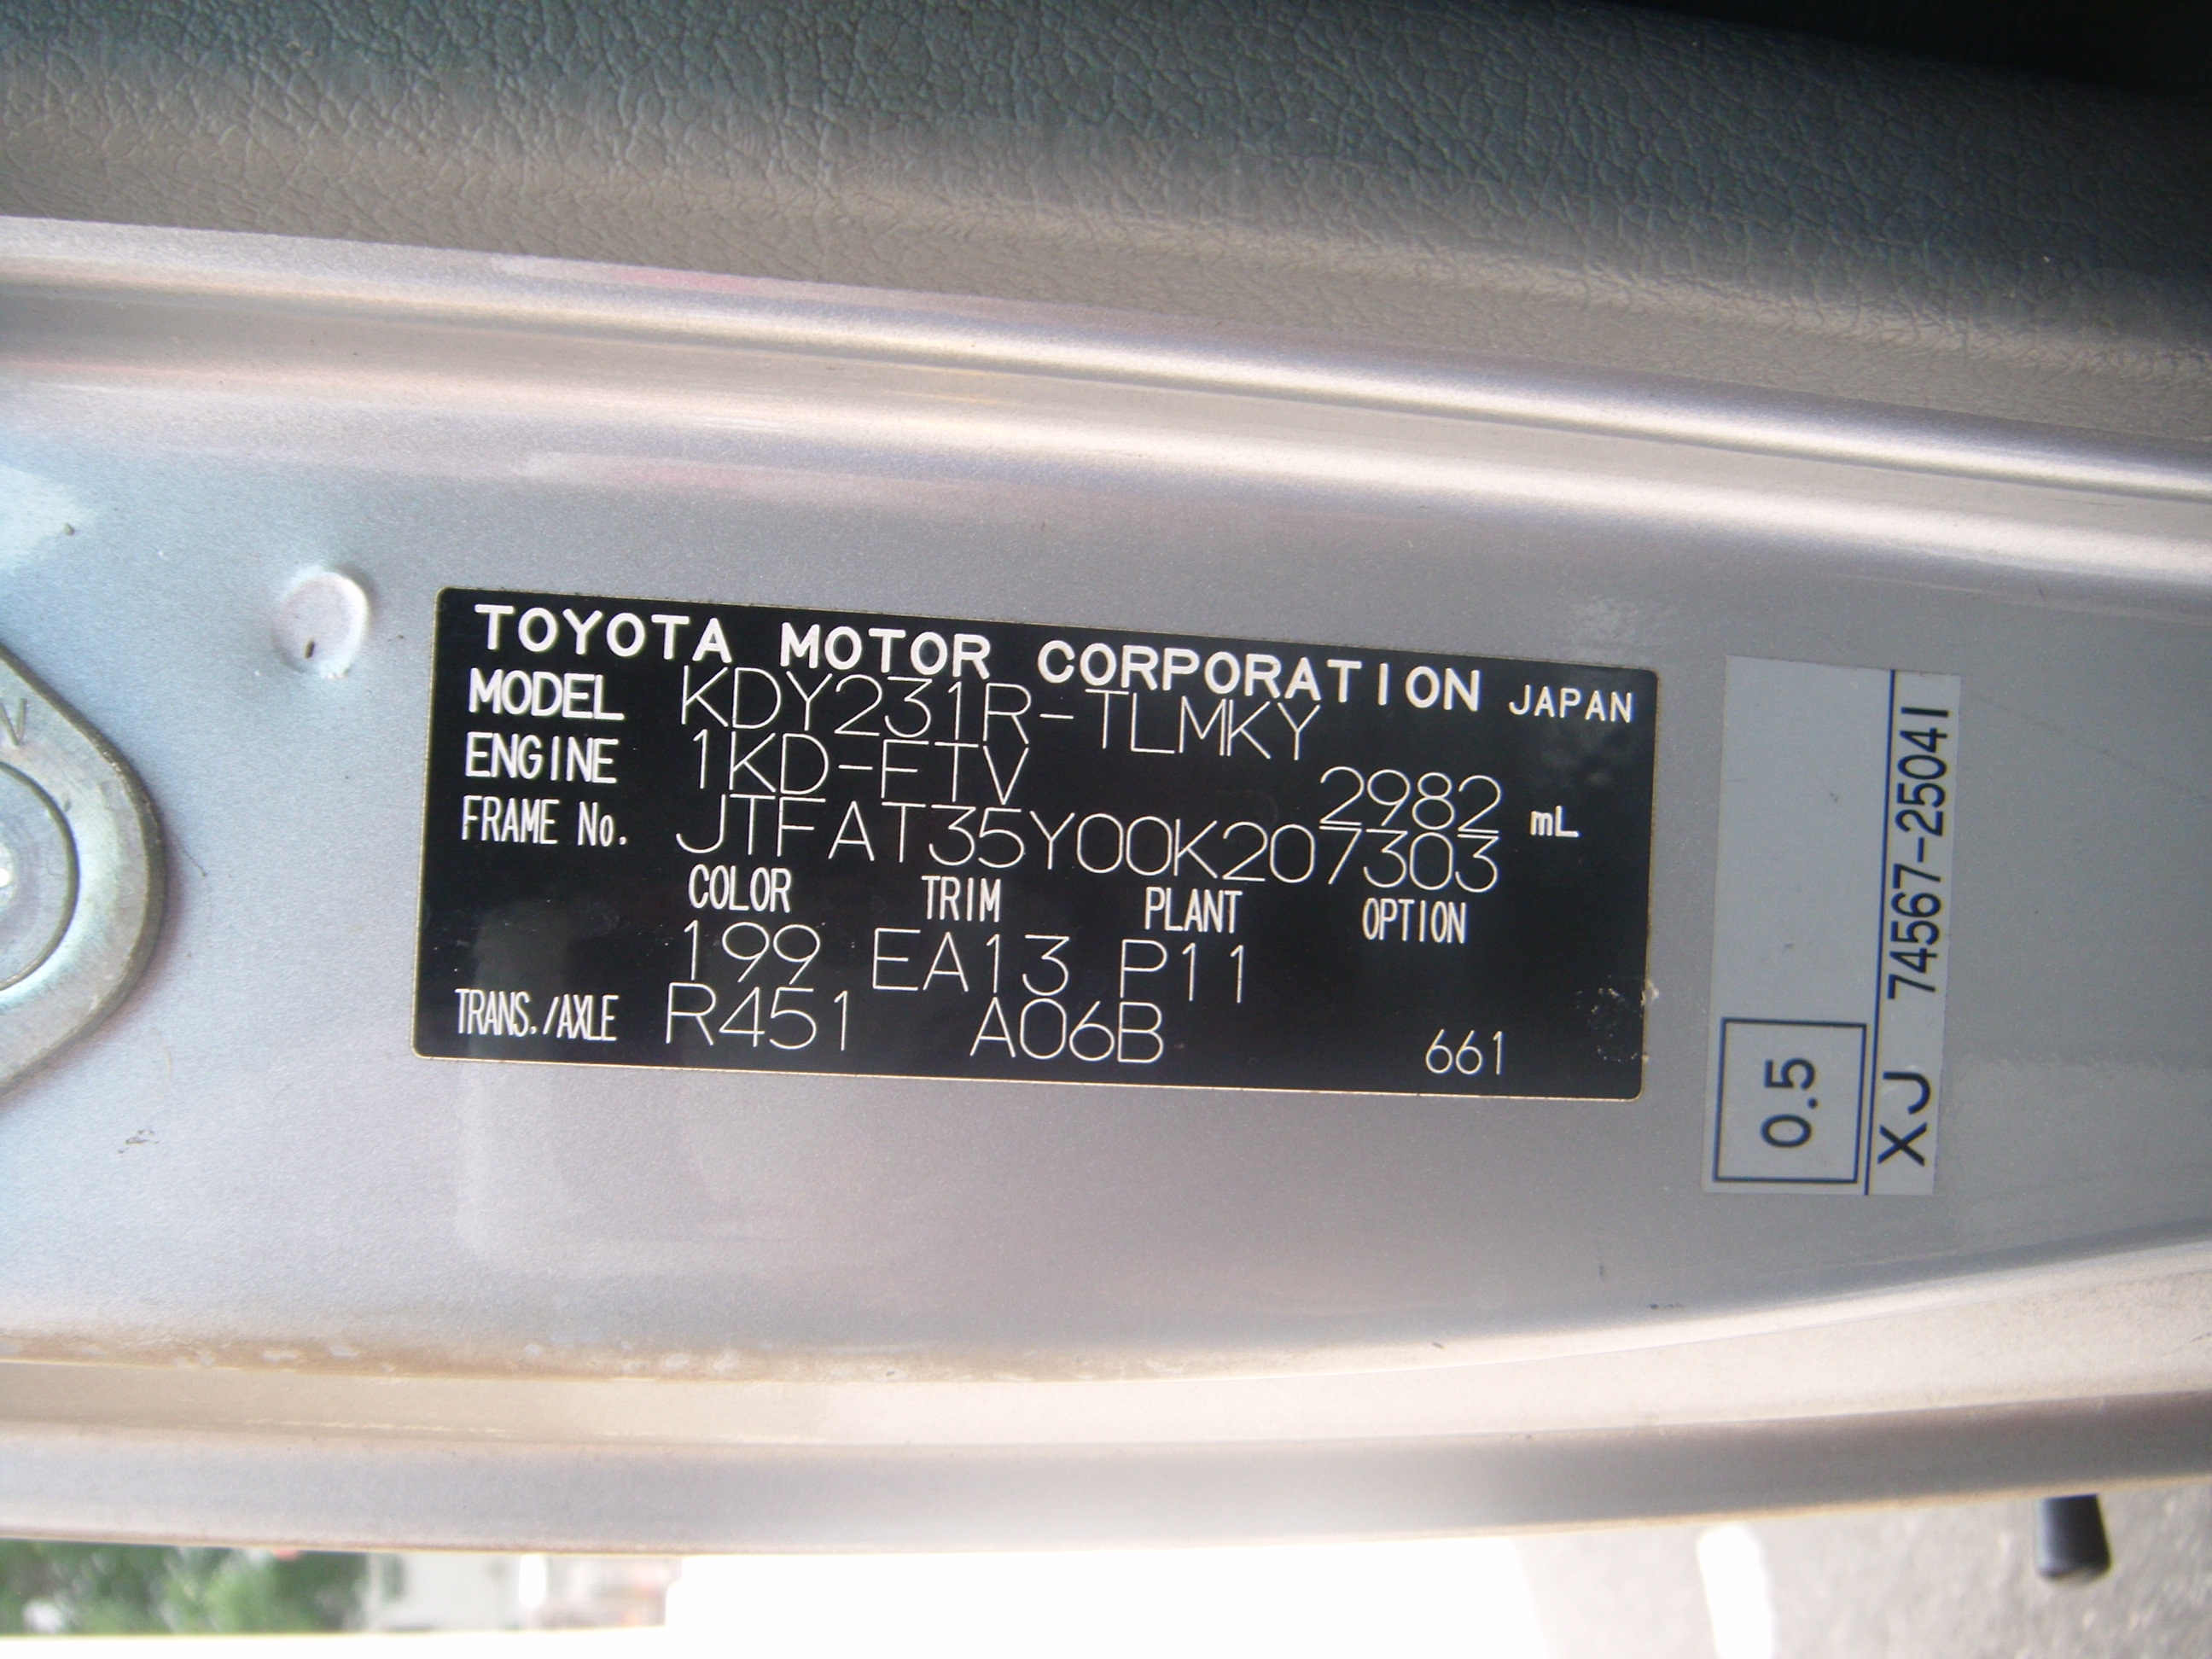 TOYOTA MOTOR CORPORATION JAPAN
MODEL KDY231R-TLMKY
ENGINE 1KD-FTV 2982 mL
FRAME No. JTFAT35Y00K207303
COLOR TRIM PLANT OPTION
199 EA13 P11
TRANS./AXLE R451 A06B 661
0.5
XJ 74567-25041
N